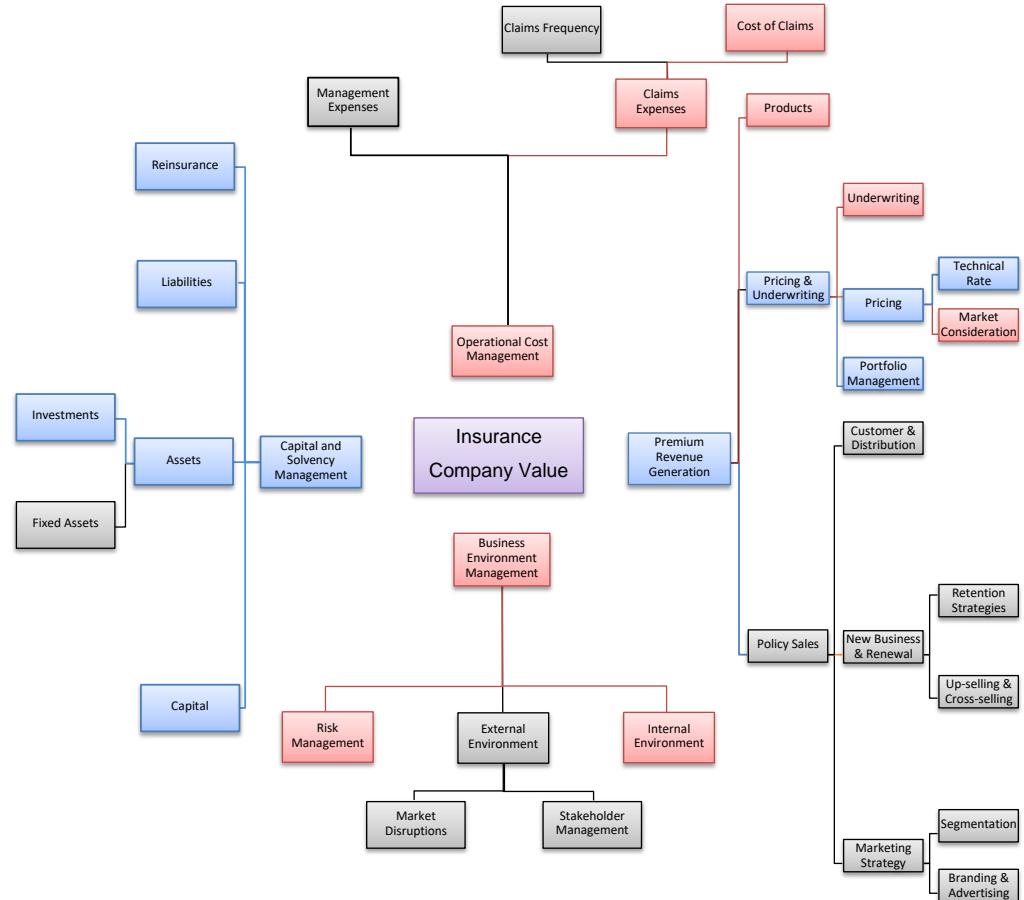 Claims Frequency
Cost of Claims
Management
Expenses
Claims
Expenses
Products
Reinsurance
Underwriting
Liabilities
Pricing &
Underwriting
Pricing
Technical
Rate
Market
Consideration
Operational Cost
Management
Portfolio
Management
Investments
Assets
Fixed Assets
Capital and
Solvency
Management
Insurance
Company Value
Premium
Revenue
Generation
Customer &
Distribution
Business
Environment
Management
Policy Sales
New Business
& Renewal
Retention
Strategies
Up-selling &
Cross-selling
Capital
Risk
Management
External
Environment
Internal
Environment
Market
Disruptions
Stakeholder
Management
Marketing
Strategy
Segmentation
Branding &
Advertising